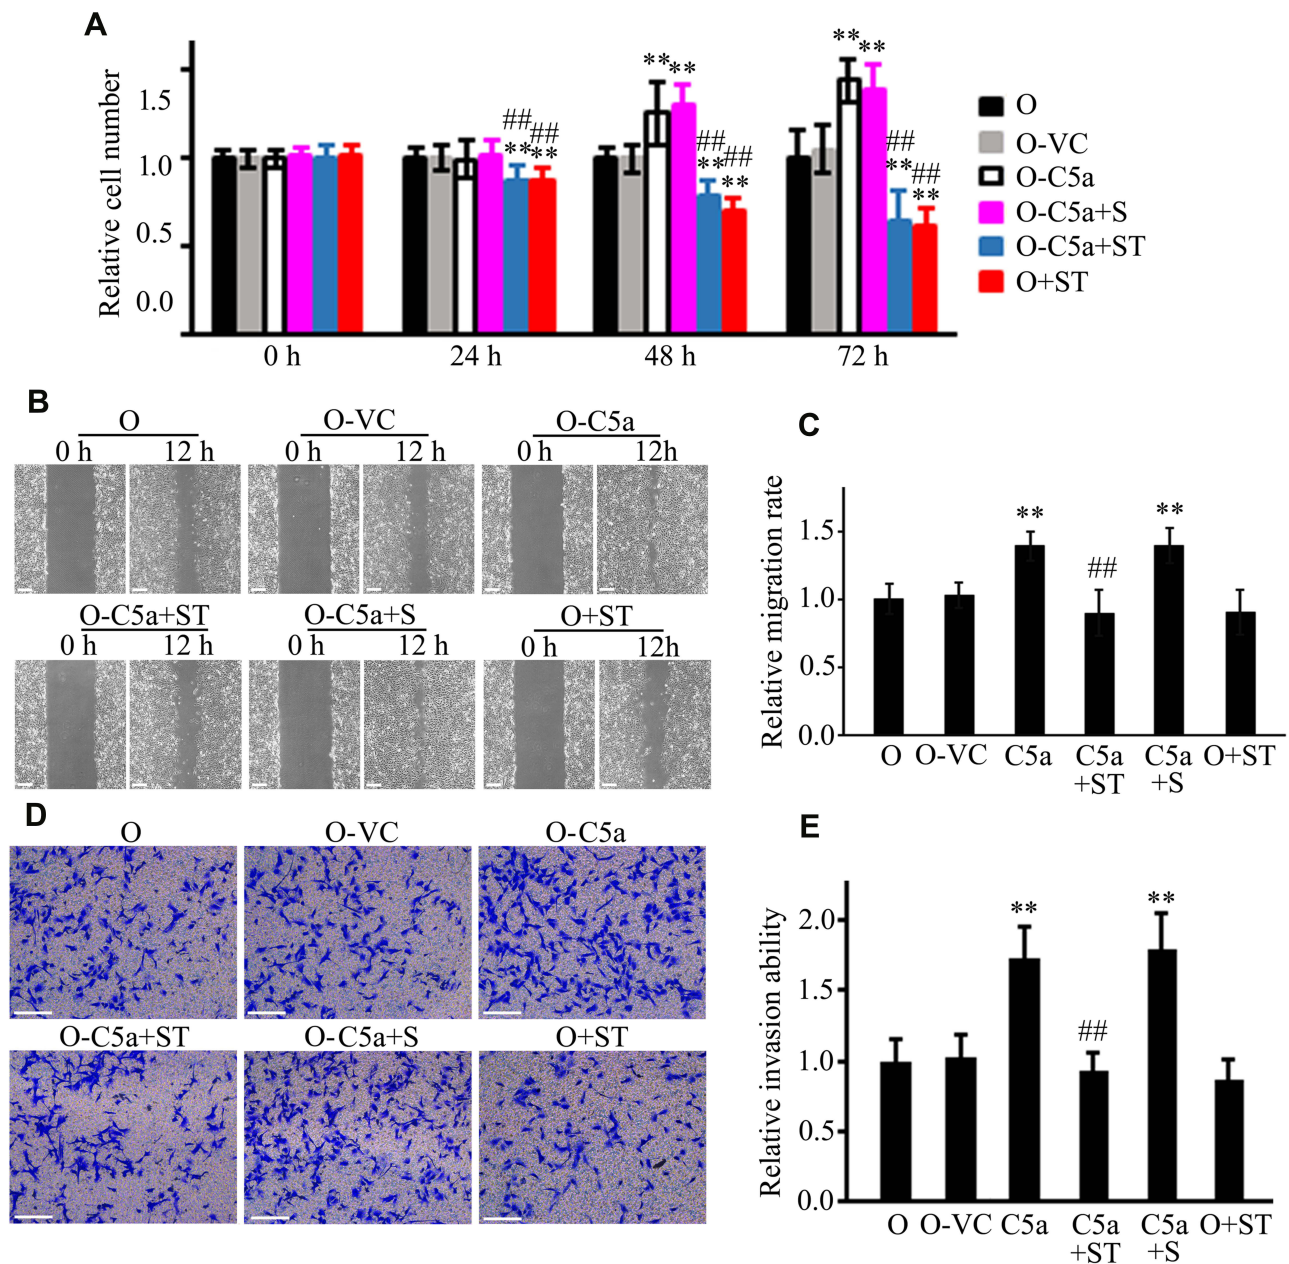 A
Relative cell number
1.5
1.0
0.5
0.0
** **
** **
## ##
** **
## ##
** **
## ##
** **
0 h 24 h 48 h 72 h
O
O-VC
O-C5a
O-C5a+S
O-C5a+ST
O+ST
B
O O-VC O-C5a
0 h 12 h 0 h 12 h 0 h 12h
O-C5a+ST O-C5a+S O+ST
0 h 12 h 0 h 12 h 0 h 12h
C
Relative migration rate
1.5
1.0
0.5
0.0
** ## **
O O-VC C5a C5a C5a O+ST
+ST +S
D
O O-VC O-C5a
O-C5a+ST O-C5a+S O+ST
E
Relative invasion ability
2.0
1.5
1.0
0.5
0.0
** ## **
O O-VC C5a C5a C5a O+ST
+ST +S